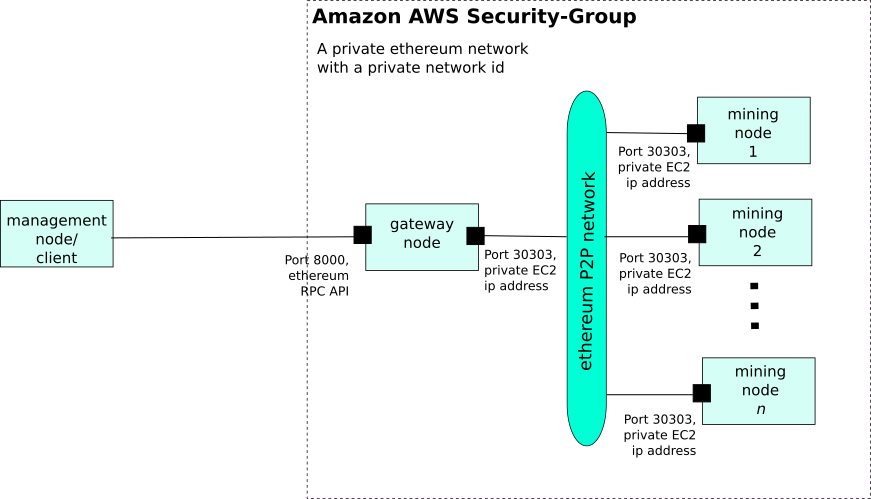 Amazon AWS Security-Group
A private ethereum network
with a private network id
management
node/
client
Port 8000,
ethereum
RPC API
gateway
node
Port 30303,
private EC2
ip address
ethereum P2P network
mining
node
1
Port 30303,
private EC2
ip address
mining
node
2
Port 30303,
private EC2
ip address
mining
node
n
Port 30303,
private EC2
ip address